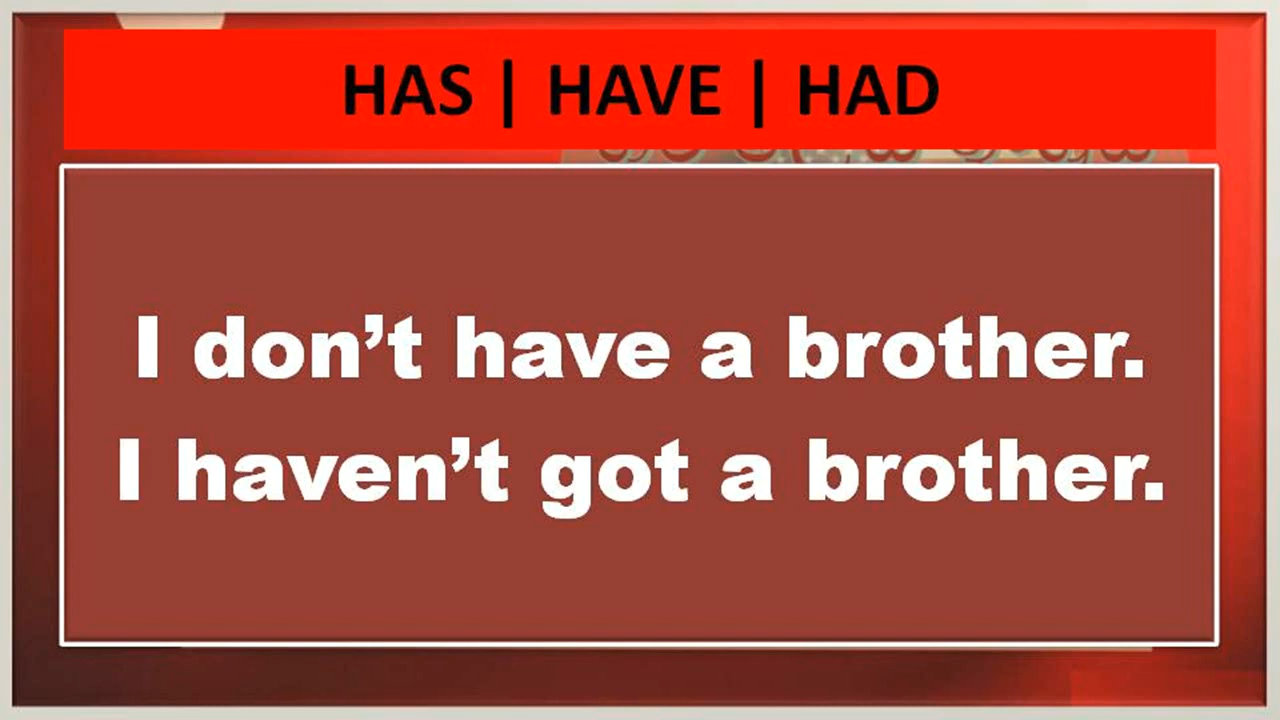 HAS | HAVE | HAD
I don’t have a brother.
I haven’t got a brother.